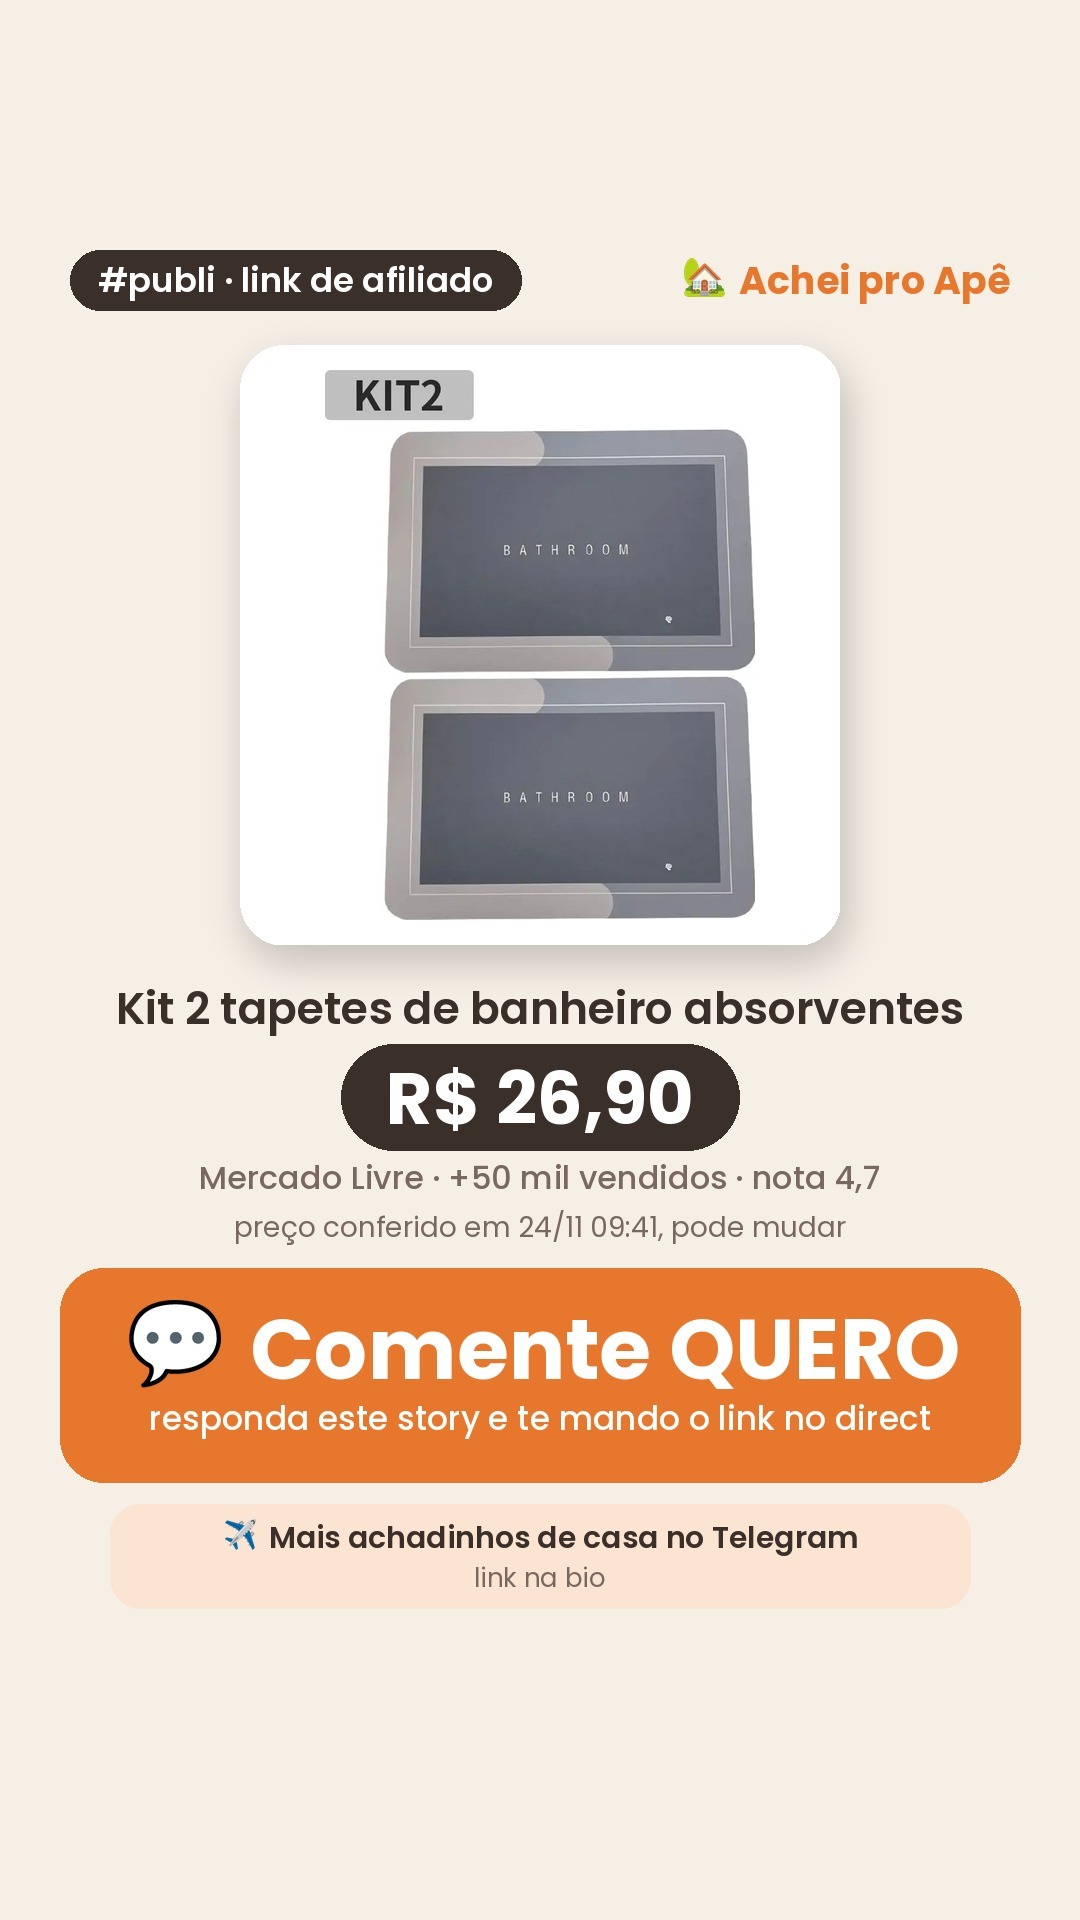 #publi · link de afiliado
Achei pro Apê
KIT2
BATHROOM
BATHROOM
Kit 2 tapetes de banheiro absorventes
R$ 26,90
Mercado Livre · +50 mil vendidos · nota 4,7
preço conferido em 24/11 09:41, pode mudar
Comente QUERO
responda este story e te mando o link no direct
Mais achadinhos de casa no Telegram
link na bio